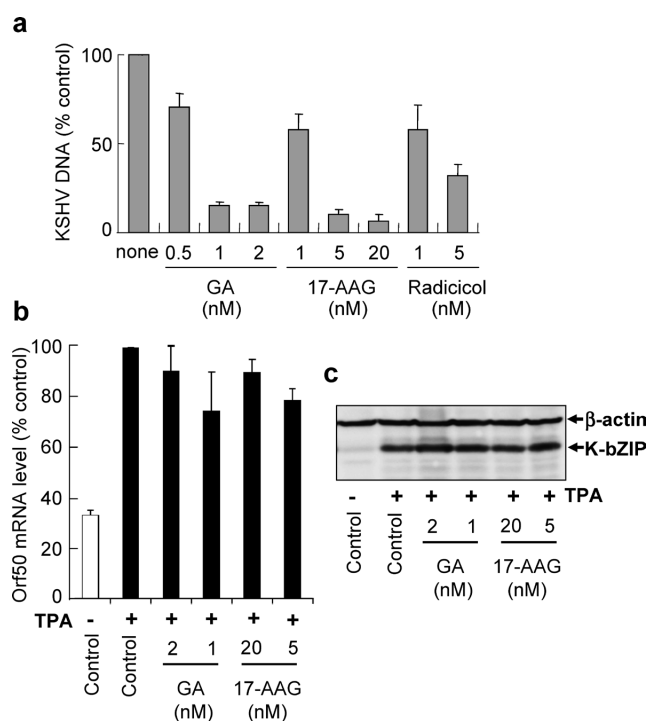 a
KSHV DNA (% control)
100
50
0
none 0.5 1 2 1 5 20 1 5
GA 17-AAG Radicicol
(nM) (nM) (nM)
b
Orf50 mRNA level (% control)
100
80
60
40
20
0
TPA - + + + + +
Control Control 2 1 20 5
GA 17-AAG
(nM) (nM)
c
β-actin
K-bZIP
- + + + + + TPA
Control Control 2 1 20 5
GA 17-AAG
(nM) (nM)